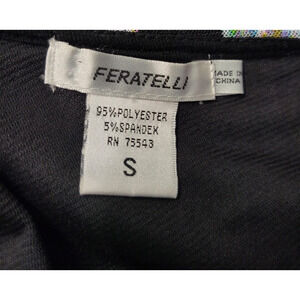 FERATELLI
MADE IN
CHINA
95%POLYESTER
5%SPANDEX
RN 75543
S